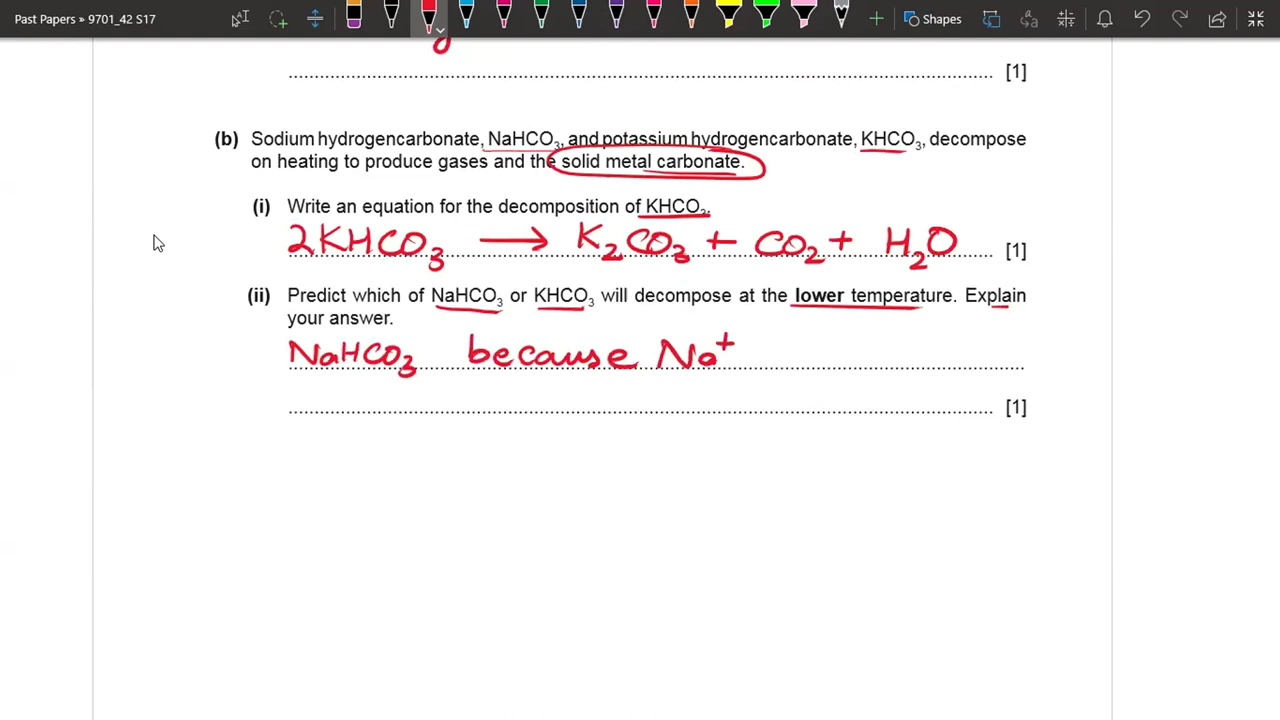 Past Papers » 9701_42 S17
Shapes
[1]
(b) Sodium hydrogencarbonate, NaHCO₃, and potassium hydrogencarbonate, KHCO₃, decompose
on heating to produce gases and the solid metal carbonate.
(i) Write an equation for the decomposition of KHCO₃.
2KHCO₃ → K₂CO₃ + CO₂ + H₂O [1]
(ii) Predict which of NaHCO₃ or KHCO₃ will decompose at the lower temperature. Explain
your answer.
NaHCO₃ because Na⁺
[1]